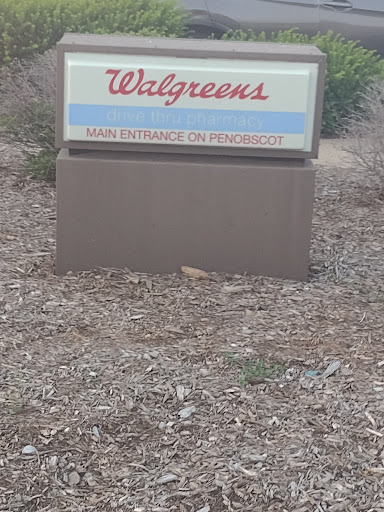 Walgreens
drive thru pharmacy
MAIN ENTRANCE ON PENOBSCOT